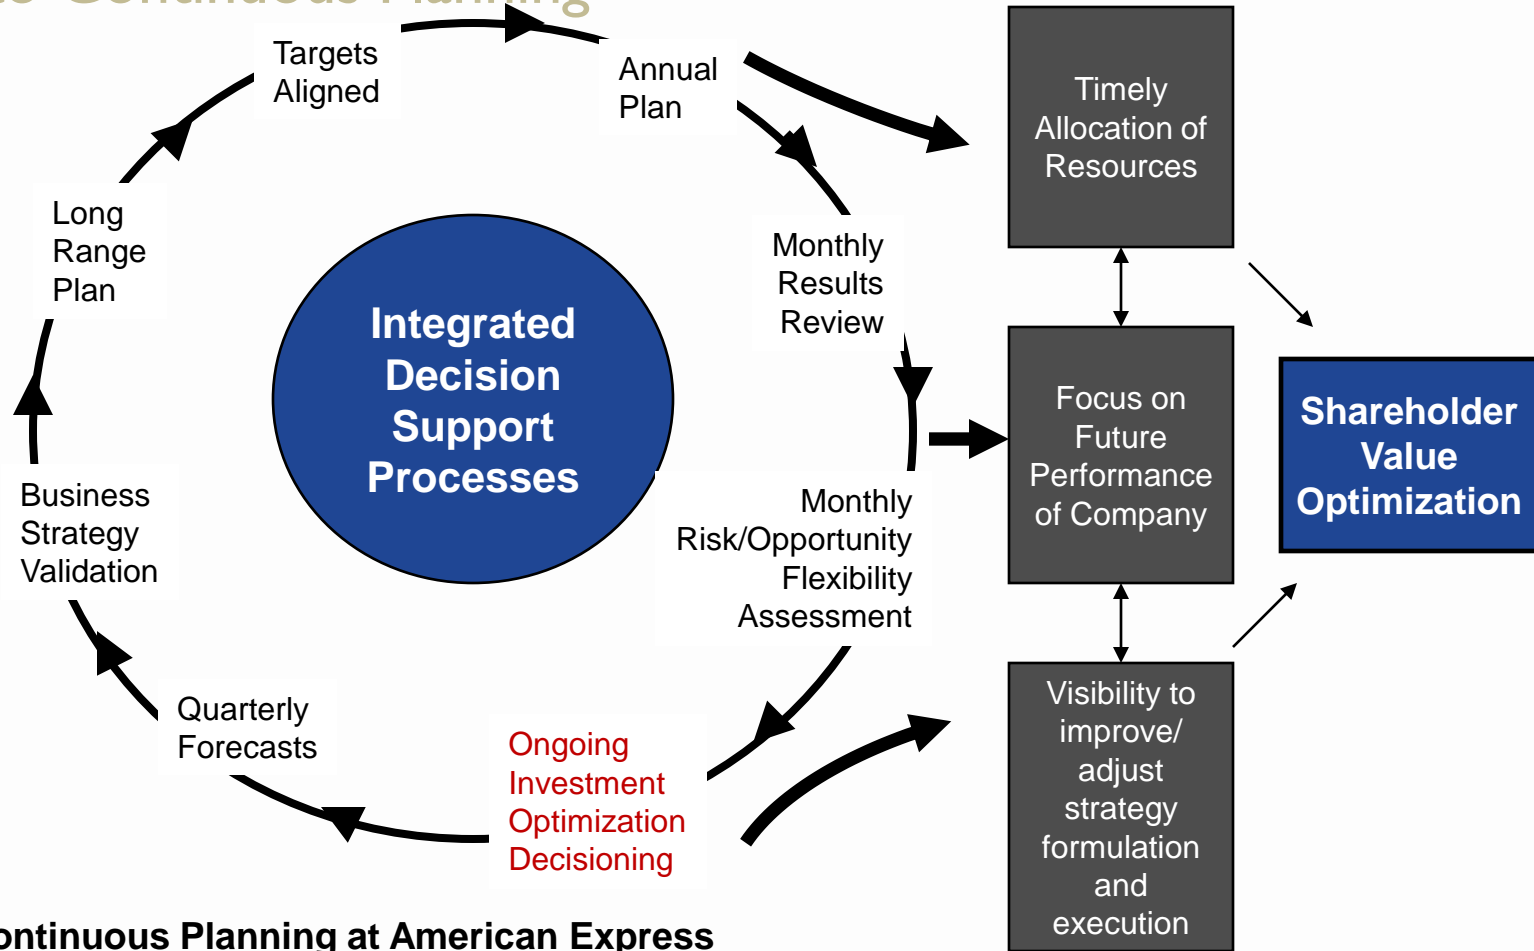 Continuous Planning
Targets
Aligned
Annual
Plan
Long
Range
Plan
Monthly
Results
Review
Integrated
Decision
Support
Processes
Business
Strategy
Validation
Monthly
Risk/Opportunity
Flexibility
Assessment
Quarterly
Forecasts
Ongoing
Investment
Optimization
Decisioning
Timely
Allocation of
Resources
Focus on
Future
Performance
of Company
Visibility to
improve/
adjust
strategy
formulation
and
execution
Shareholder
Value
Optimization
ontinuous Planning at American Express